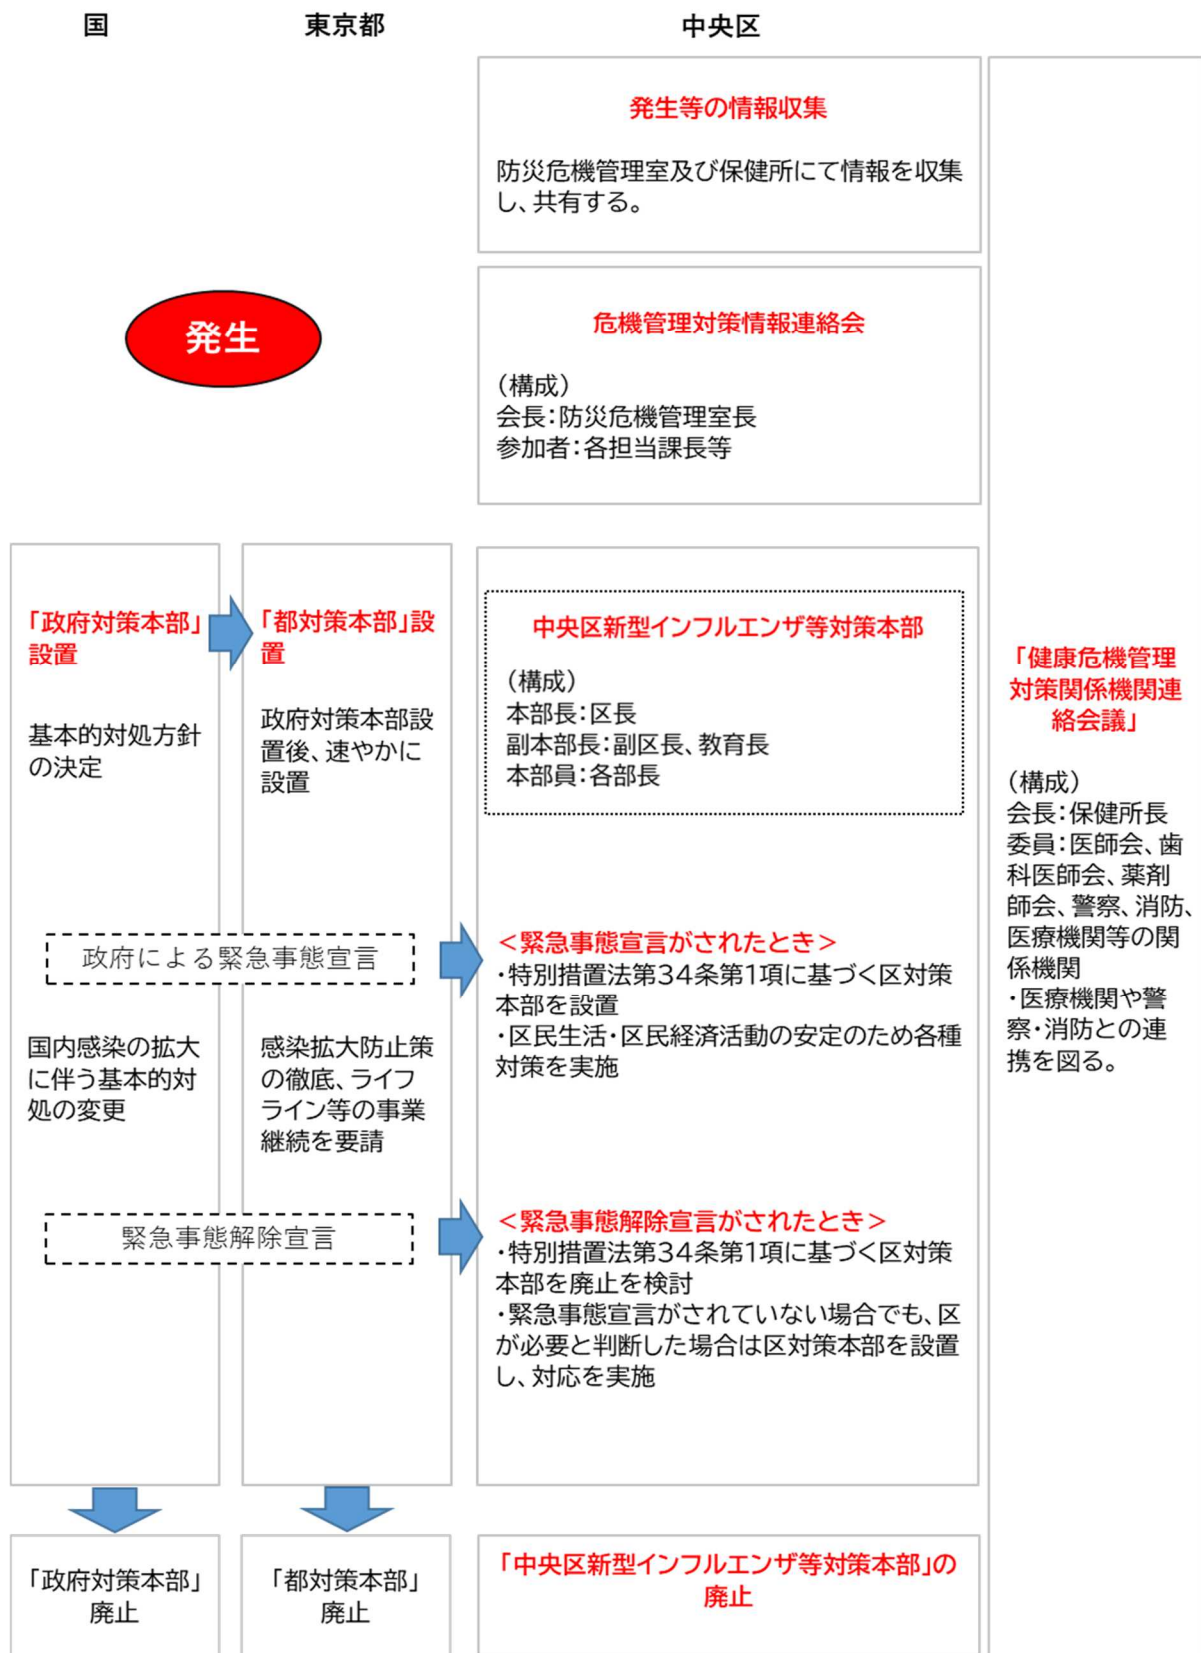 国
東京都
中央区
発生等の情報収集
防災危機管理室及び保健所にて情報を収集
し、共有する。
発生
危機管理対策情報連絡会
（構成）
会長：防災危機管理室長
参加者：各担当課長等
「政府対策本部」
設置
基本的対処方針
の決定
「都対策本部」設
置
政府対策本部設
置後、速やかに
設置
中央区新型インフルエンザ等対策本部
（構成）
本部長：区長
副本部長：副区長、教育長
本部員：各部長
政府による緊急事態宣言
＜緊急事態宣言がされたとき＞
・特別措置法第34条第1項に基づく区対策
本部を設置
・区民生活・区民経済活動の安定のため各種
対策を実施
国内感染の拡大
に伴う基本的対
処の変更
感染拡大防止策
の徹底、ライフ
ライン等の事業
継続を要請
緊急事態解除宣言
＜緊急事態解除宣言がされたとき＞
・特別措置法第34条第1項に基づく区対策
本部を廃止を検討
・緊急事態宣言がされていない場合でも、区
が必要と判断した場合は区対策本部を設置
し、対応を実施
「政府対策本部」
廃止
「都対策本部」
廃止
「中央区新型インフルエンザ等対策本部」の
廃止
「健康危機管理
対策関係機関連
絡会議」
（構成）
会長：保健所長
委員：医師会、歯
科医師会、薬剤
師会、警察、消防、
医療機関等の関
係機関
・医療機関や警
察・消防との連
携を図る。